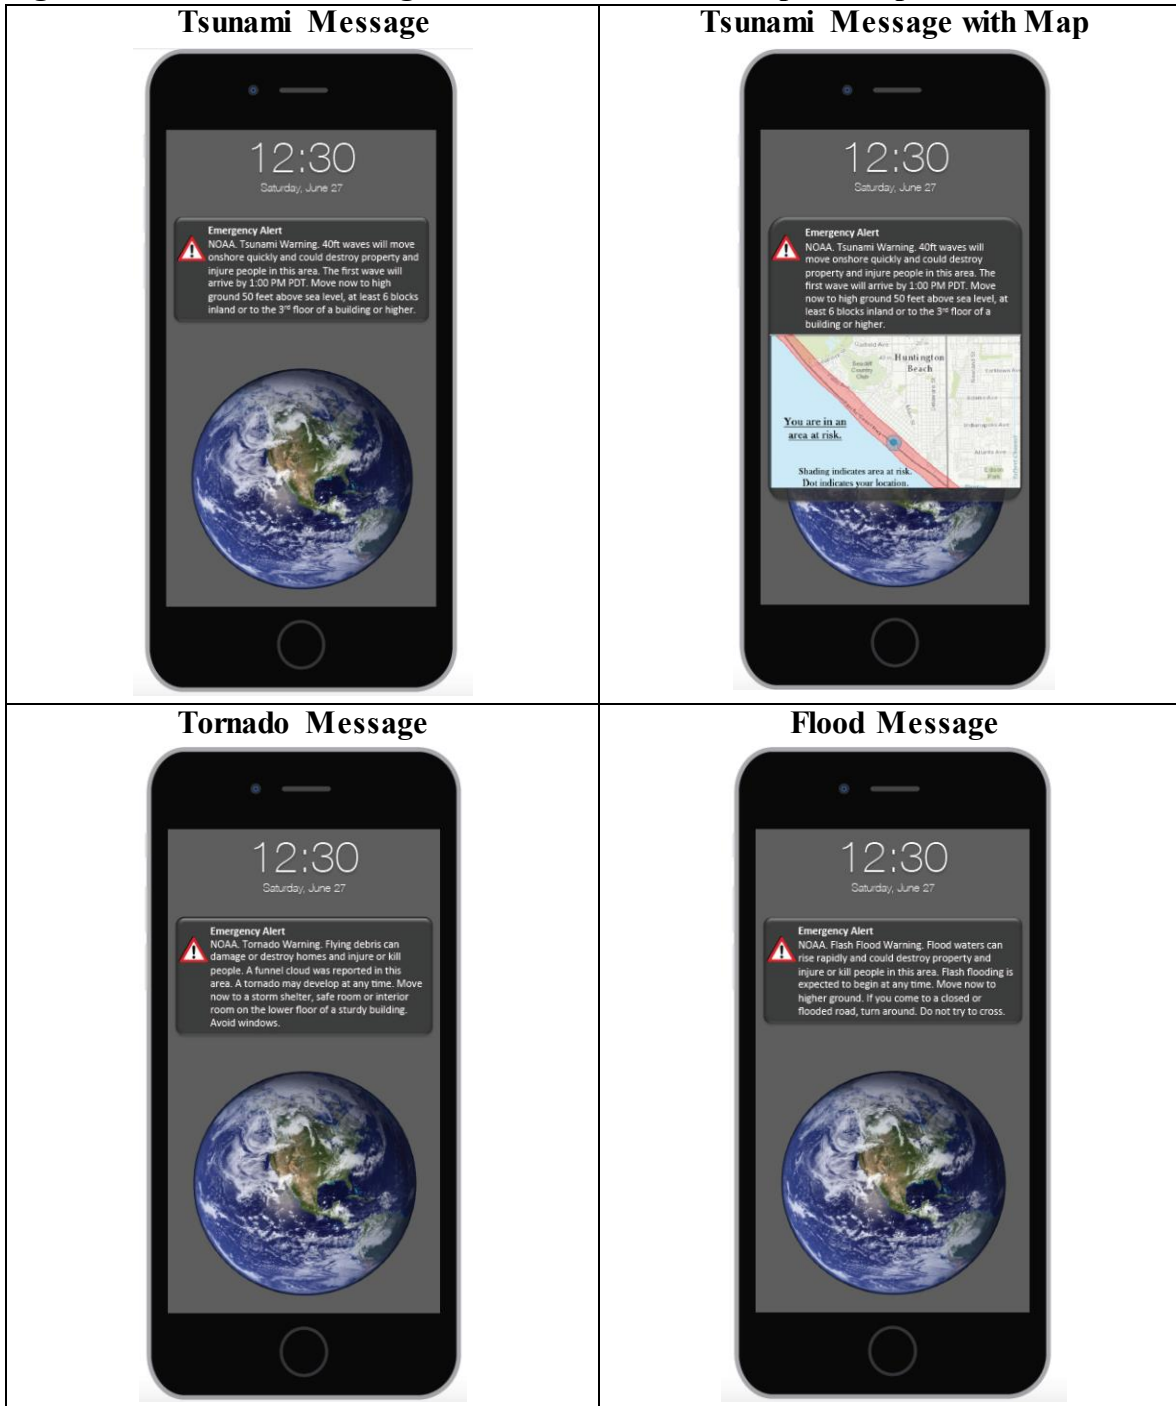 Tsunami Message
12:30
Saturday, June 27
Emergency Alert
NOAA. Tsunami Warning. 40ft waves will move
onshore quickly and could destroy property and
injure people in this area. The first wave will
arrive by 1:00 PM PDT. Move now to high
ground 50 feet above sea level, at least 6 blocks
inland or to the 3rd floor of a building or higher.
Tsunami Message with Map
12:30
Saturday, June 27
Emergency Alert
NOAA. Tsunami Warning. 40ft waves will
move onshore quickly and could destroy
property and injure people in this area. The
first wave will arrive by 1:00 PM PDT. Move
now to high ground 50 feet above sea level, at
least 6 blocks inland or to the 3rd floor of a
building or higher.
Huntington
Beach
Seacliff
Country
Club
Adams Ave
Indianapolis Ave
Atlanta Ave
Edison
Park
You are in an
area at risk.
Shading indicates area at risk.
Dot indicates your location.
Tornado Message
12:30
Saturday, June 27
Emergency Alert
NOAA. Tornado Warning. Flying debris can
damage or destroy homes and injure or kill
people. A funnel cloud was reported in this
area. A tornado may develop at any time. Move
now to a storm shelter, safe room or interior
room on the lower floor of a sturdy building.
Avoid windows.
Flood Message
12:30
Saturday, June 27
Emergency Alert
NOAA. Flash Flood Warning. Flood waters can
rise rapidly and could destroy property and
injure or kill people in this area. Flash flooding is
expected to begin at any time. Move now to
higher ground. If you come to a closed or
flooded road, turn around. Do not try to cross.